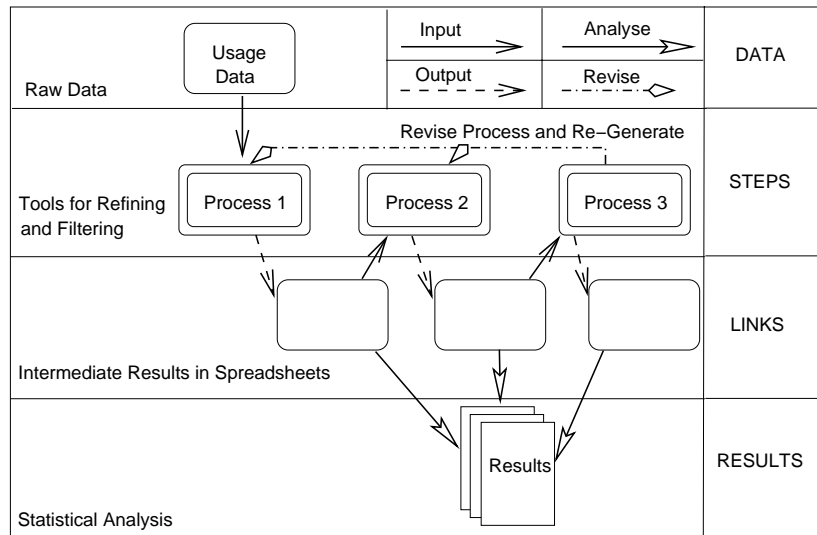 Usage
Data
Raw Data
Input
Analyse
Output
Revise
DATA
Revise Process and Re−Generate
Process 1
Process 2
Process 3
Tools for Refining
and Filtering
STEPS
Intermediate Results in Spreadsheets
LINKS
Results
Statistical Analysis
RESULTS